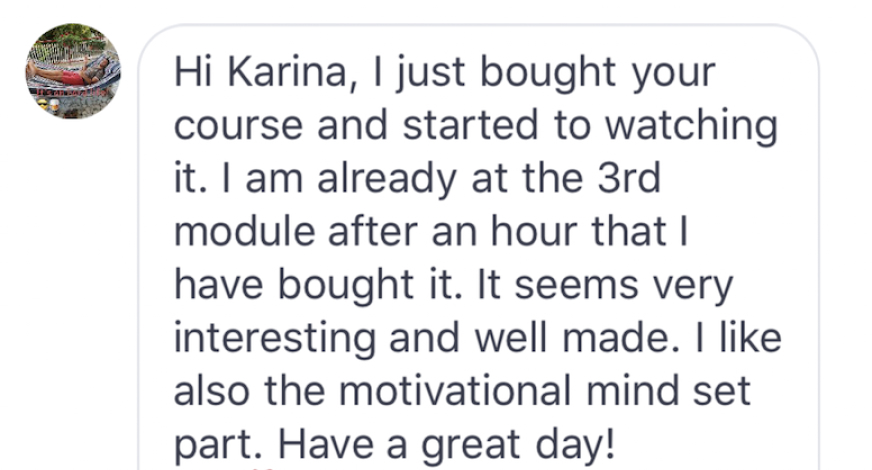 Hi Karina, I just bought your
course and started to watching
it. I am already at the 3rd
module after an hour that I
have bought it. It seems very
interesting and well made. I like
also the motivational mind set
part. Have a great day!